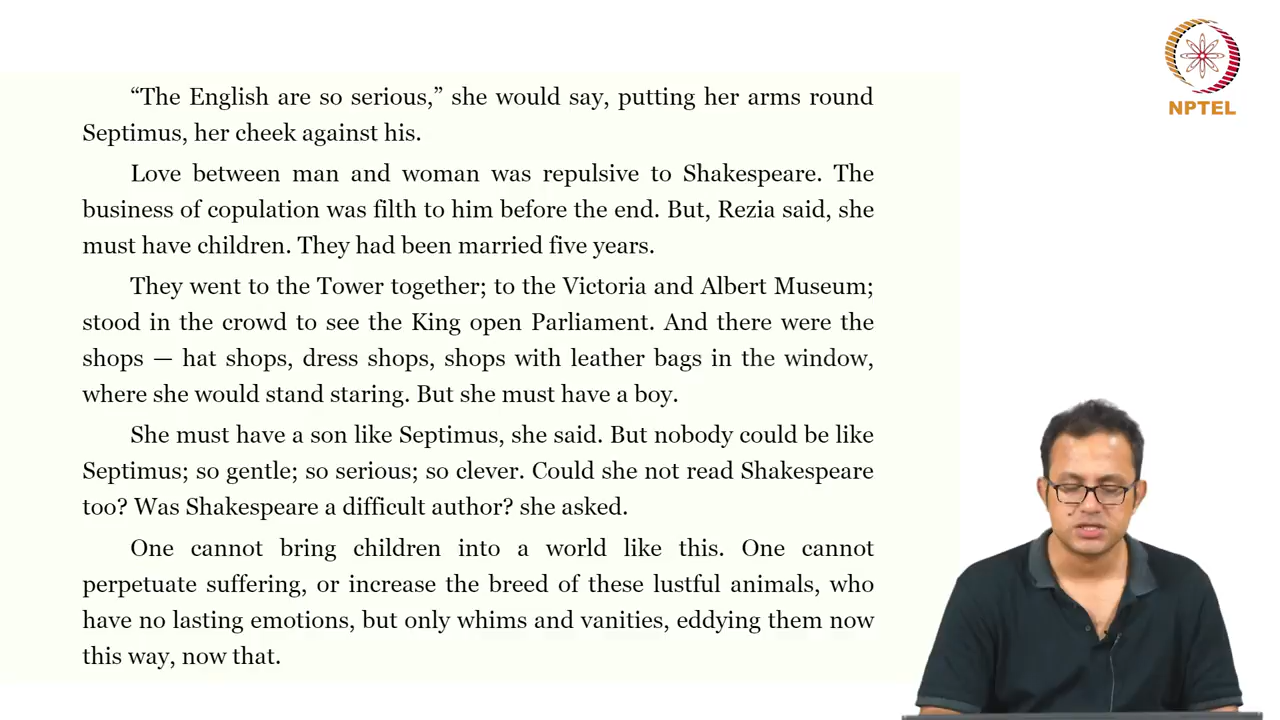 NPTEL
“The English are so serious,” she would say, putting her arms round
Septimus, her cheek against his.
Love between man and woman was repulsive to Shakespeare. The
business of copulation was filth to him before the end. But, Rezia said, she
must have children. They had been married five years.
They went to the Tower together; to the Victoria and Albert Museum;
stood in the crowd to see the King open Parliament. And there were the
shops — hat shops, dress shops, shops with leather bags in the window,
where she would stand staring. But she must have a boy.
She must have a son like Septimus, she said. But nobody could be like
Septimus; so gentle; so serious; so clever. Could she not read Shakespeare
too? Was Shakespeare a difficult author? she asked.
One cannot bring children into a world like this. One cannot
perpetuate suffering, or increase the breed of these lustful animals, who
have no lasting emotions, but only whims and vanities, eddying them now
this way, now that.